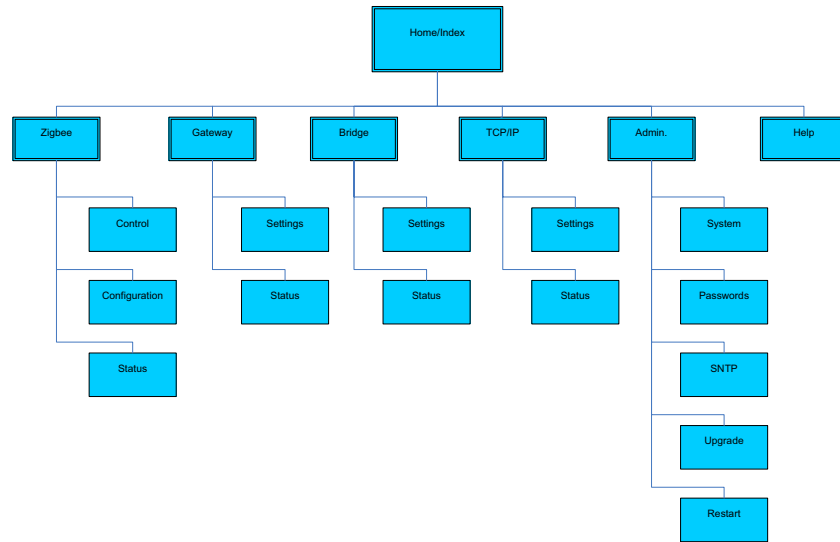 Home/Index
Zigbee
Gateway
Bridge
TCP/IP
Admin.
Help
Control
Settings
Settings
Settings
System
Configuration
Status
Status
Status
Passwords
Status
SNTP
Upgrade
Restart